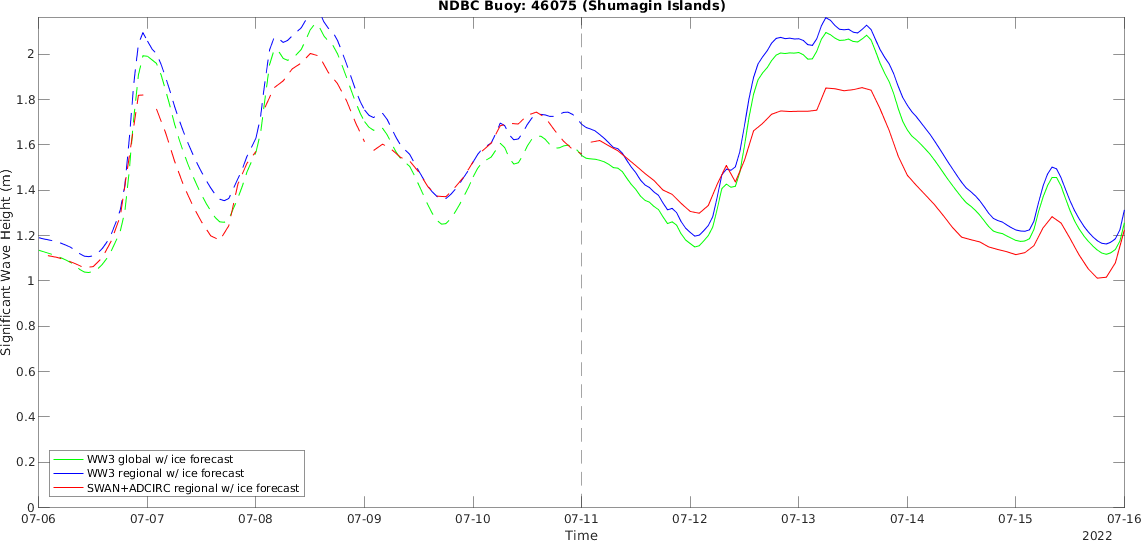 NDBC Buoy: 46075 (Shumagin Islands)
2
1.8
1.6
1.4
1.2
1
0.8
0.6
0.4
0.2
0
Significant Wave Height (m)
WW3 global w/ ice forecast
WW3 regional w/ ice forecast
SWAN+ADCIRC regional w/ ice forecast
07-06 07-07 07-08 07-09 07-10 07-11 07-12 07-13 07-14 07-15 07-16
Time
2022